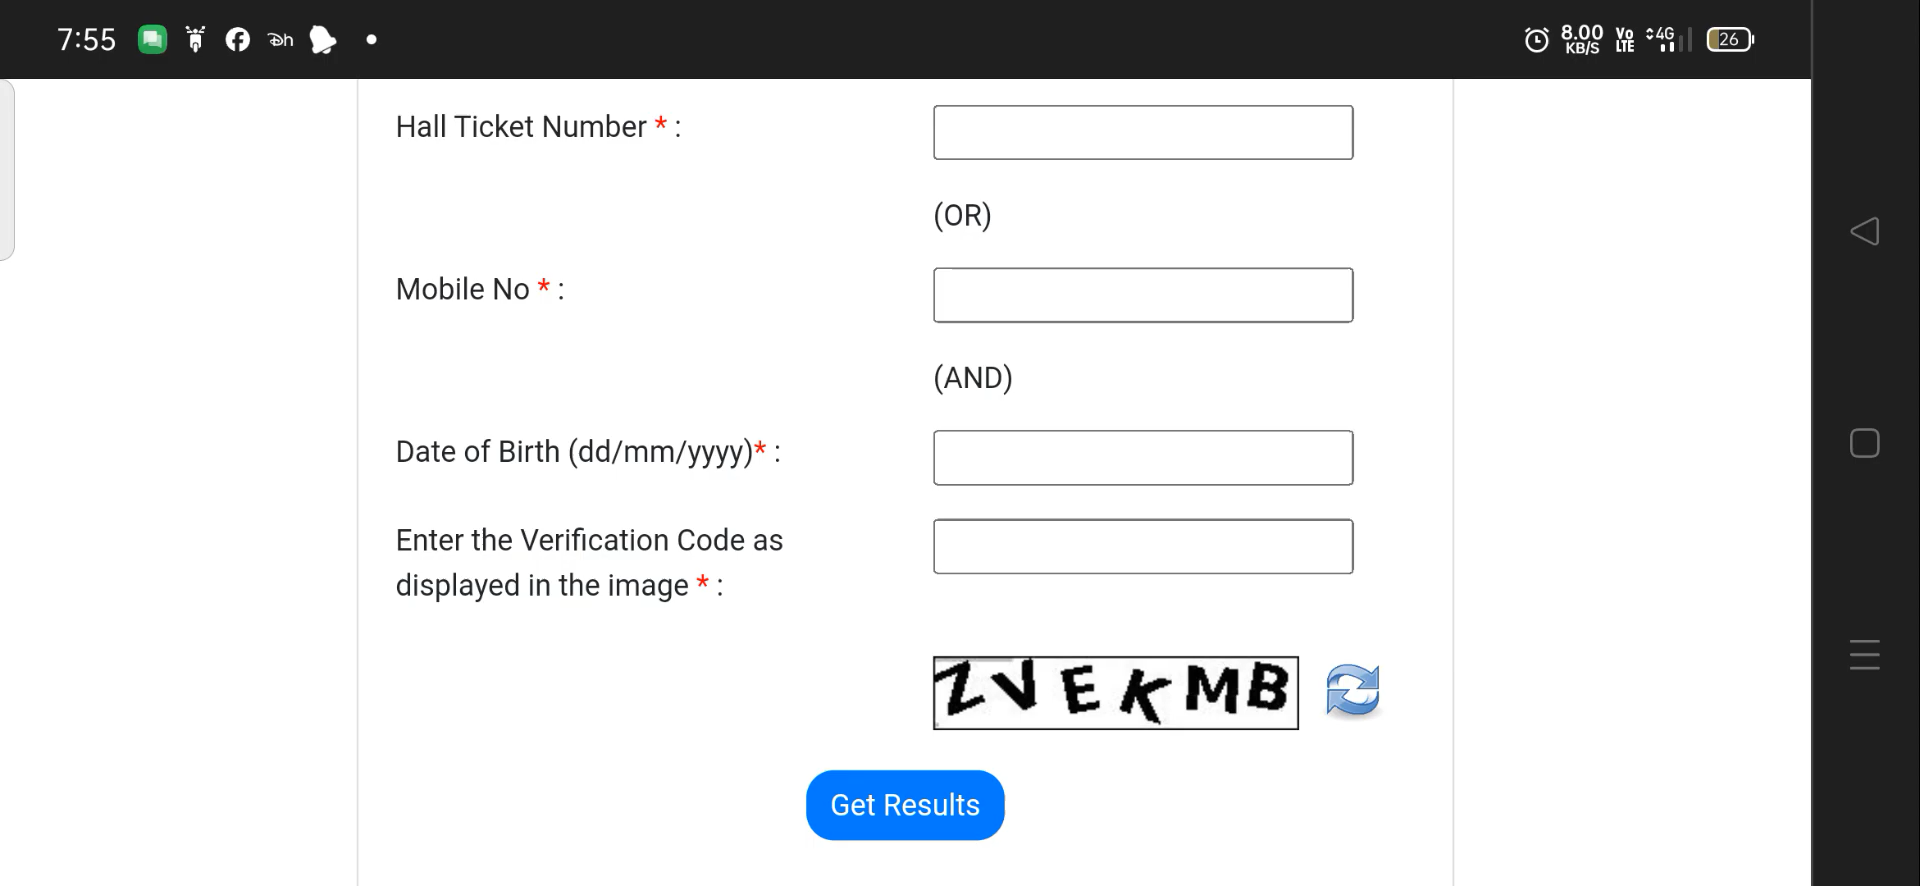 7:55 Dh 8.00 KB/S Vo LTE 4G 26
Hall Ticket Number * :
(OR)
Mobile No * :
(AND)
Date of Birth (dd/mm/yyyy)* :
Enter the Verification Code as
displayed in the image * :
ZVEKMB
Get Results